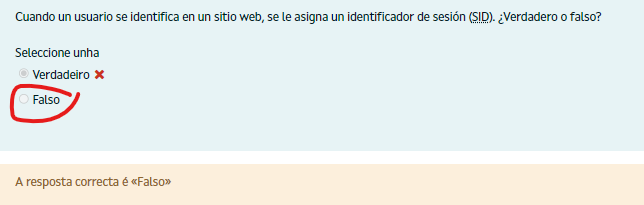 Cuando un usuario se identifica en un sitio web, se le asigna un identificador de sesión (SID). ¿Verdadero o falso?
Seleccione unha
Verdadeiro
Falso
A resposta correcta é «Falso»